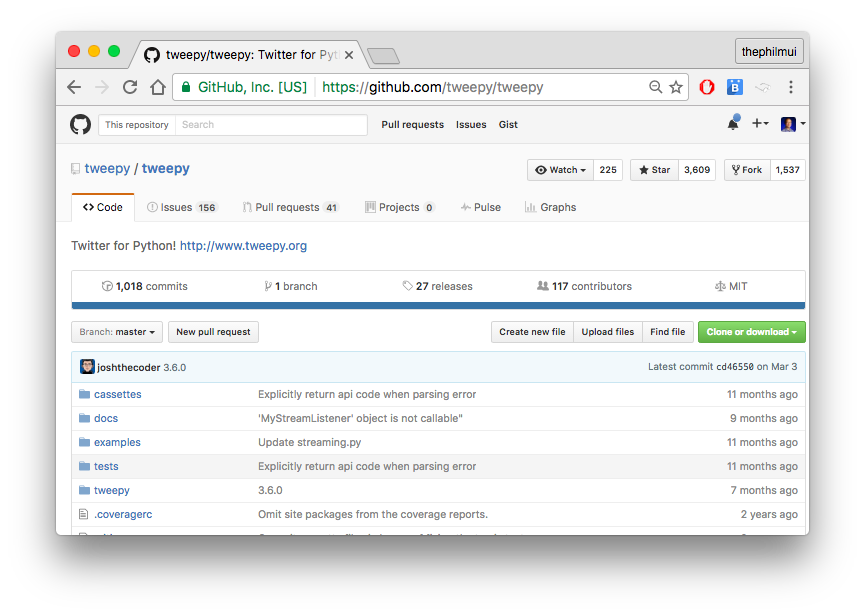 tweepy/tweepy: Twitter for Pyt
thephilmui
GitHub, Inc. [US] https://github.com/tweepy/tweepy
This repository Search Pull requests Issues Gist
tweepy / tweepy
Watch 225 Star 3,609 Fork 1,537
Code Issues 156 Pull requests 41 Projects 0 Pulse Graphs
Twitter for Python! http://www.tweepy.org
1,018 commits 1 branch 27 releases 117 contributors MIT
Branch: master New pull request Create new file Upload files Find file Clone or download
joshthecoder 3.6.0 Latest commit cd46550 on Mar 3
cassettes Explicitly return api code when parsing error 11 months ago
docs 'MyStreamListener' object is not callable" 9 months ago
examples Update streaming.py 11 months ago
tests Explicitly return api code when parsing error 11 months ago
tweepy 3.6.0 7 months ago
.coveragerc Omit site packages from the coverage reports. 2 years ago